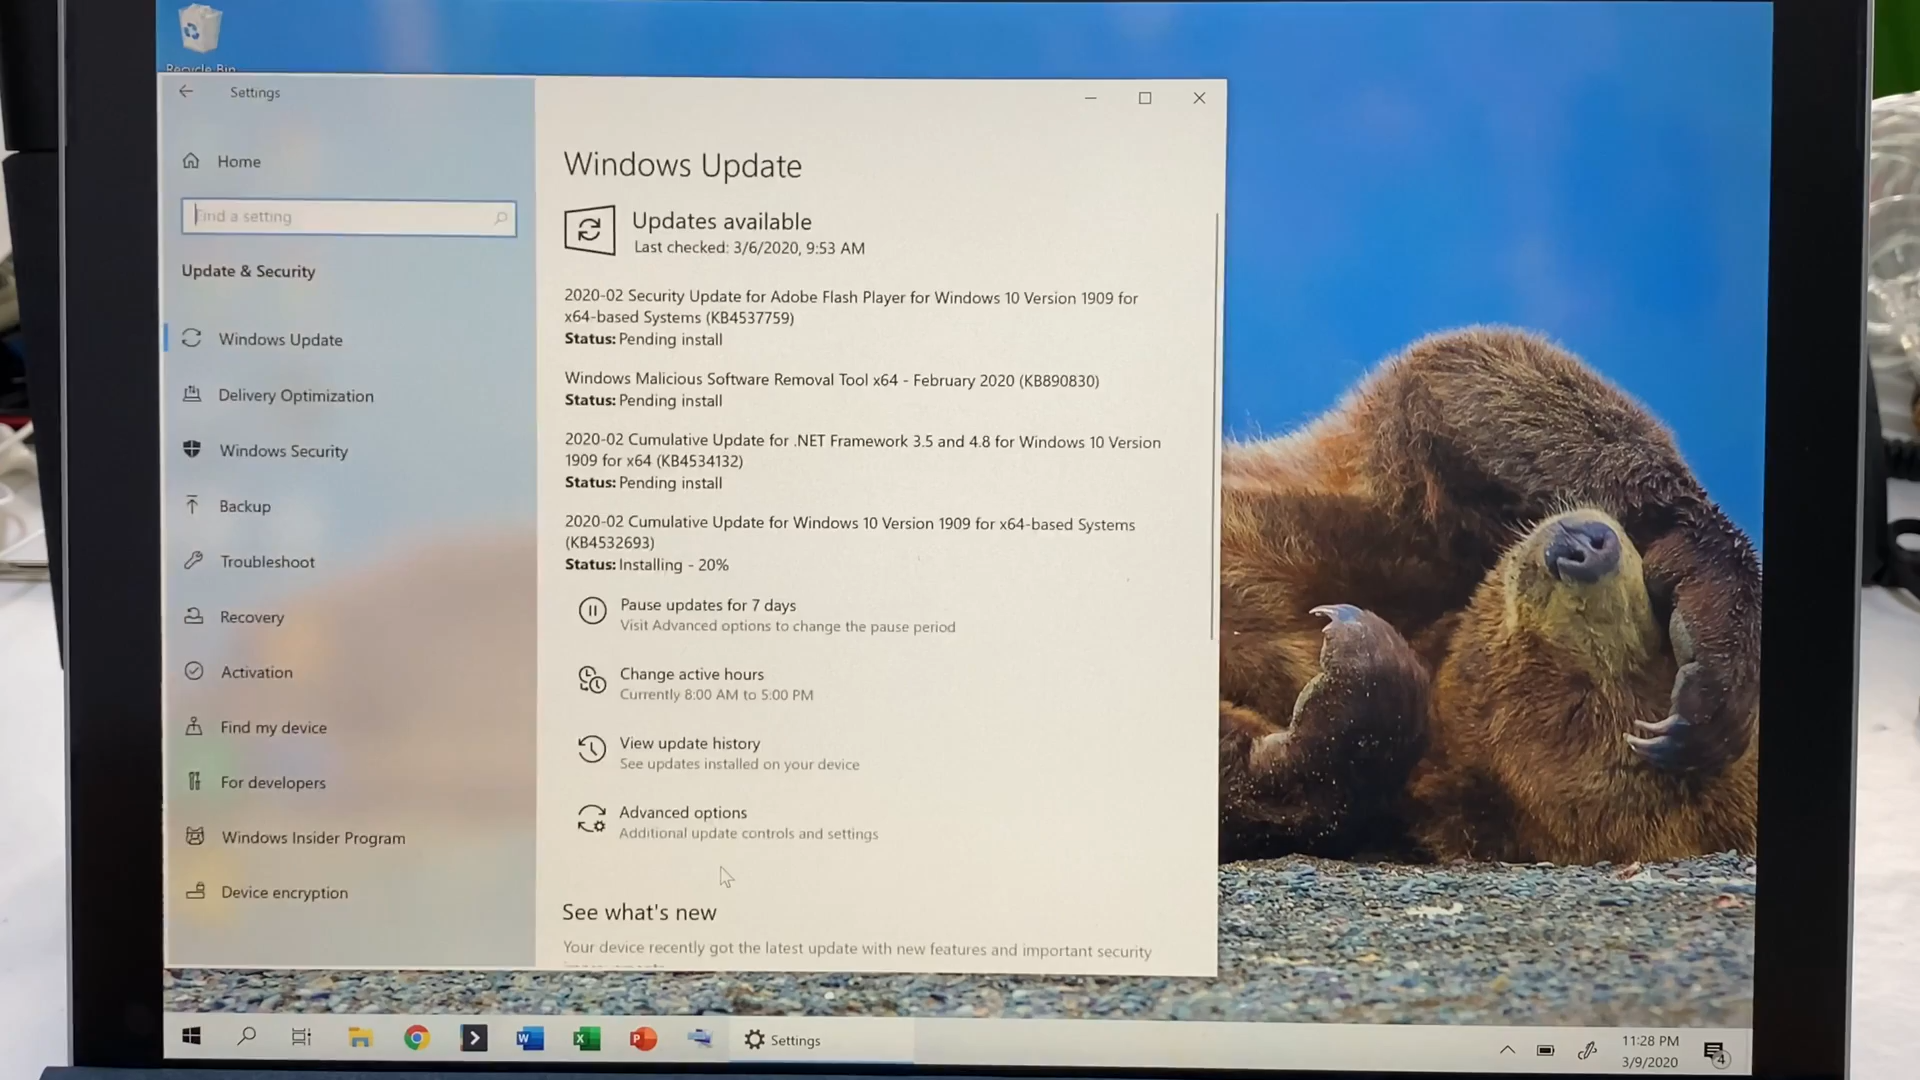 Recycle Bin
Settings
Home
Find a setting
Update & Security
Windows Update
Delivery Optimization
Windows Security
Backup
Troubleshoot
Recovery
Activation
Find my device
For developers
Windows Insider Program
Device encryption
Windows Update
Updates available
Last checked: 3/6/2020, 9:53 AM
2020-02 Security Update for Adobe Flash Player for Windows 10 Version 1909 for
x64-based Systems (KB4537759)
Status: Pending install
Windows Malicious Software Removal Tool x64 - February 2020 (KB890830)
Status: Pending install
2020-02 Cumulative Update for .NET Framework 3.5 and 4.8 for Windows 10 Version
1909 for x64 (KB4534132)
Status: Pending install
2020-02 Cumulative Update for Windows 10 Version 1909 for x64-based Systems
(KB4532693)
Status: Installing - 20%
Pause updates for 7 days
Visit Advanced options to change the pause period
Change active hours
Currently 8:00 AM to 5:00 PM
View update history
See updates installed on your device
Advanced options
Additional update controls and settings
See what's new
Your device recently got the latest update with new features and important security
W
X
P
Settings
11:28 PM
3/9/2020
4